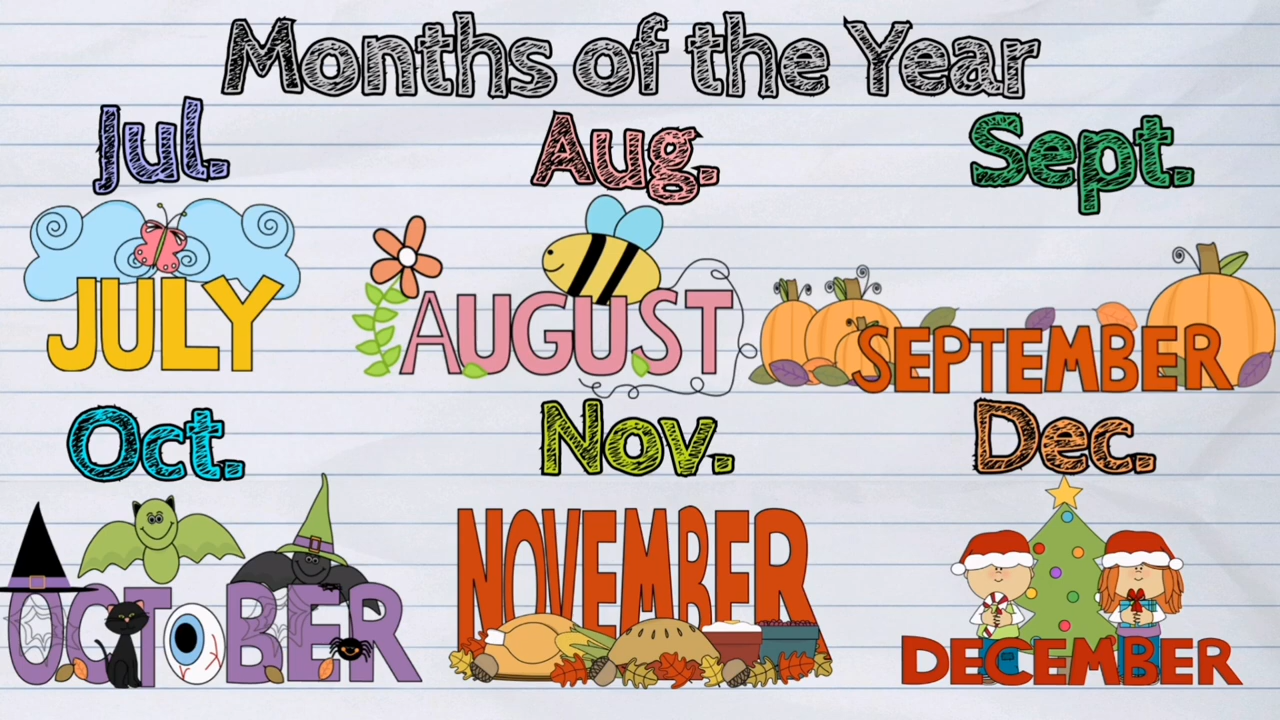 Months of the Year
Jul. Aug. Sept.
JULY AUGUST SEPTEMBER
Oct. Nov. Dec.
OCTOBER NOVEMBER DECEMBER